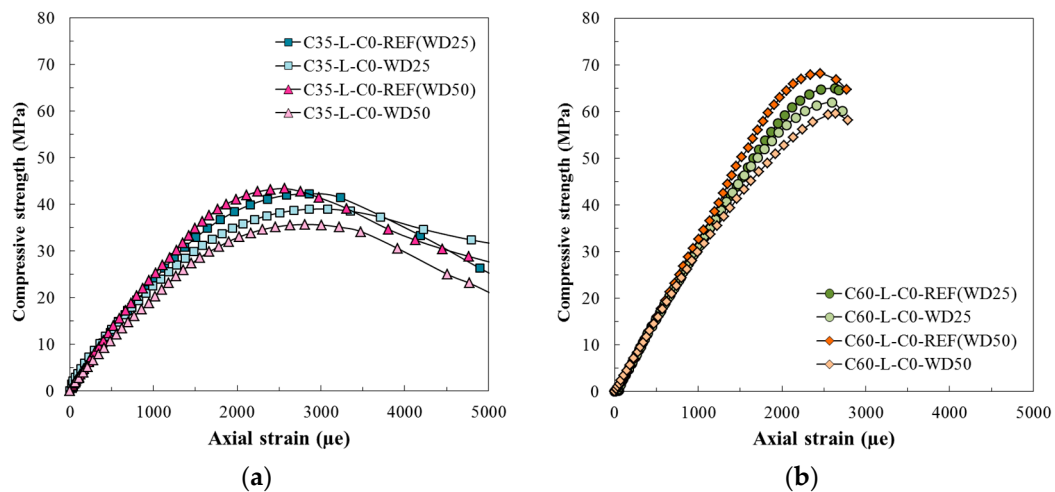 80
70
60
50
40
30
20
10
0
Compressive strength (MPa)
C35-L-C0-REF(WD25)
C35-L-C0-WD25
C35-L-C0-REF(WD50)
C35-L-C0-WD50
0 1000 2000 3000 4000 5000
Axial strain (µe)
(a)
80
70
60
50
40
30
20
10
0
Compressive strength (MPa)
C60-L-C0-REF(WD25)
C60-L-C0-WD25
C60-L-C0-REF(WD50)
C60-L-C0-WD50
0 1000 2000 3000 4000 5000
Axial strain (µe)
(b)